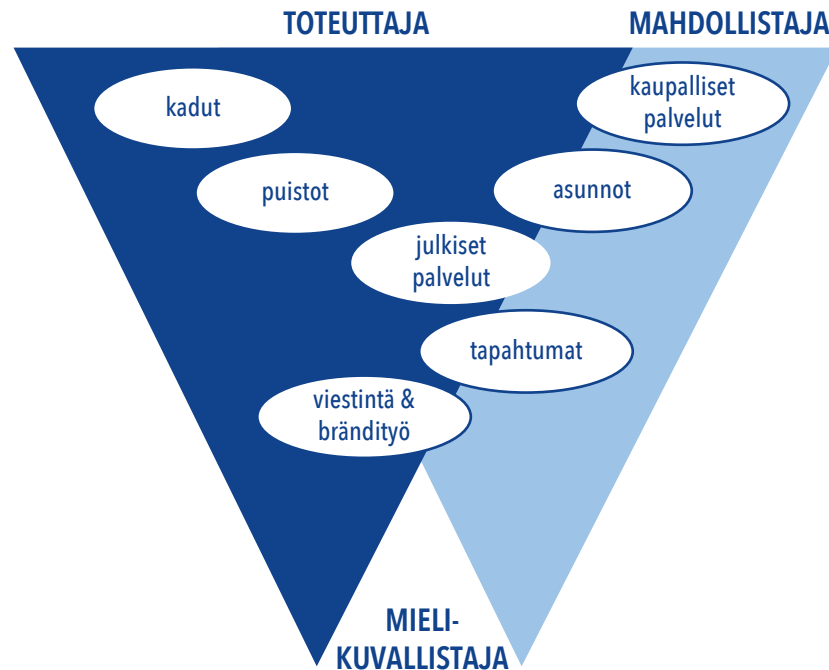 TOTEUTTAJA
MAHDOLLISTAJA
kadut
kaupalliset
palvelut
puistot
asunnot
julkiset
palvelut
tapahtumat
viestintä &
brändityö
MIELI-
KUVALLISTAJA